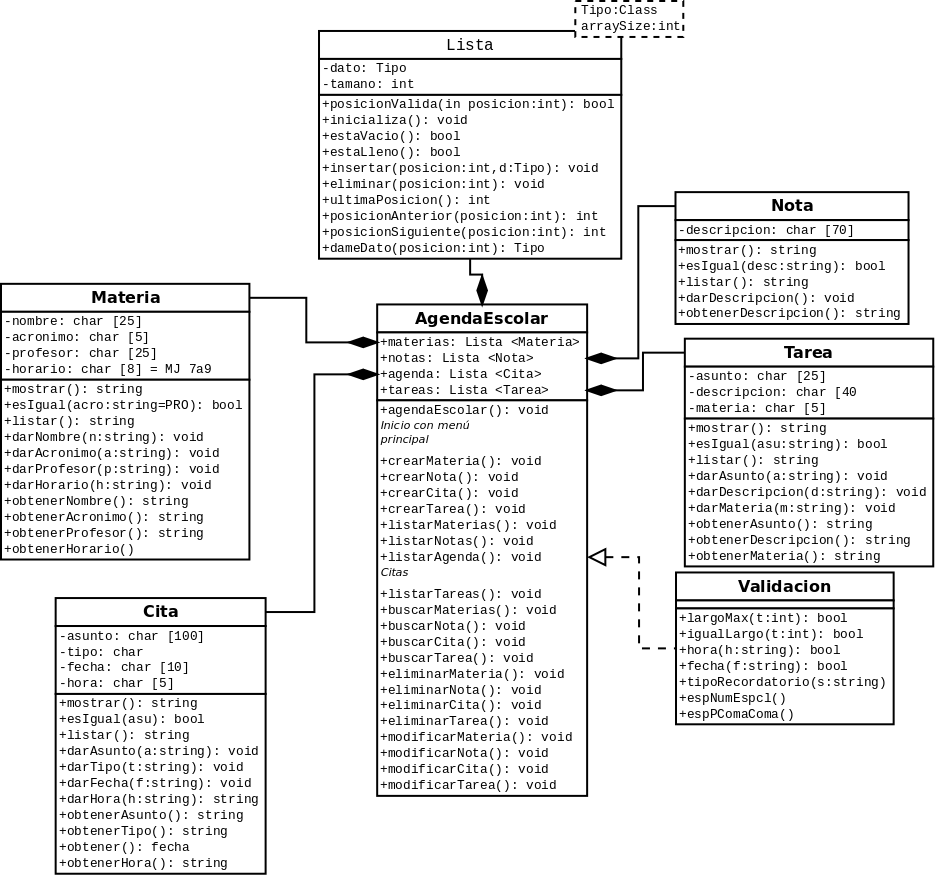 Tipo:Class
arraySize:int
Lista
-dato: Tipo
-tamano: int
+posicionValida(in posicion:int): bool
+inicializa(): void
+estaVacio(): bool
+estaLleno(): bool
+insertar(posicion:int,d:Tipo): void
+eliminar(posicion:int): void
+ultimaPosicion(): int
+posicionAnterior(posicion:int): int
+posicionSiguiente(posicion:int): int
+dameDato(posicion:int): Tipo
Nota
-descripcion: char [70]
+mostrar(): string
+esIgual(desc:string): bool
+listar(): string
+darDescripcion(): void
+obtenerDescripcion(): string
Materia
-nombre: char [25]
-acronimo: char [5]
-profesor: char [25]
-horario: char [8] = MJ 7a9
+mostrar(): string
+esIgual(acro:string=PRO): bool
+listar(): string
+darNombre(n:string): void
+darAcronimo(a:string): void
+darProfesor(p:string): void
+darHorario(h:string): void
+obtenerNombre(): string
+obtenerAcronimo(): string
+obtenerProfesor(): string
+obtenerHorario()
AgendaEscolar
+materias: Lista <Materia>
+notas: Lista <Nota>
+agenda: Lista <Cita>
+tareas: Lista <Tarea>
+agendaEscolar(): void
Inicio con menú
principal
+crearMateria(): void
+crearNota(): void
+crearCita(): void
+crearTarea(): void
+listarMaterias(): void
+listarNotas(): void
+listarAgenda(): void
Citas
+listarTareas(): void
+buscarMaterias(): void
+buscarNota(): void
+buscarCita(): void
+buscarTarea(): void
+eliminarMateria(): void
+eliminarNota(): void
+eliminarCita(): void
+eliminarTarea(): void
+modificarMateria(): void
+modificarNota(): void
+modificarCita(): void
+modificarTarea(): void
Tarea
-asunto: char [25]
-descripcion: char [40
-materia: char [5]
+mostrar(): string
+esIgual(asu:string): bool
+listar(): string
+darAsunto(a:string): void
+darDescripcion(d:string): void
+darMateria(m:string): void
+obtenerAsunto(): string
+obtenerDescripcion(): string
+obtenerMateria(): string
Validacion
+largoMax(t:int): bool
+igualLargo(t:int): bool
+hora(h:string): bool
+fecha(f:string): bool
+tipoRecordatorio(s:string)
+espNumEspcl()
+espPComaComa()
Cita
-asunto: char [100]
-tipo: char
-fecha: char [10]
-hora: char [5]
+mostrar(): string
+esIgual(asu): bool
+listar(): string
+darAsunto(a:string): void
+darTipo(t:string): void
+darFecha(f:string): void
+darHora(h:string): string
+obtenerAsunto(): string
+obtenerTipo(): string
+obtener(): fecha
+obtenerHora(): string